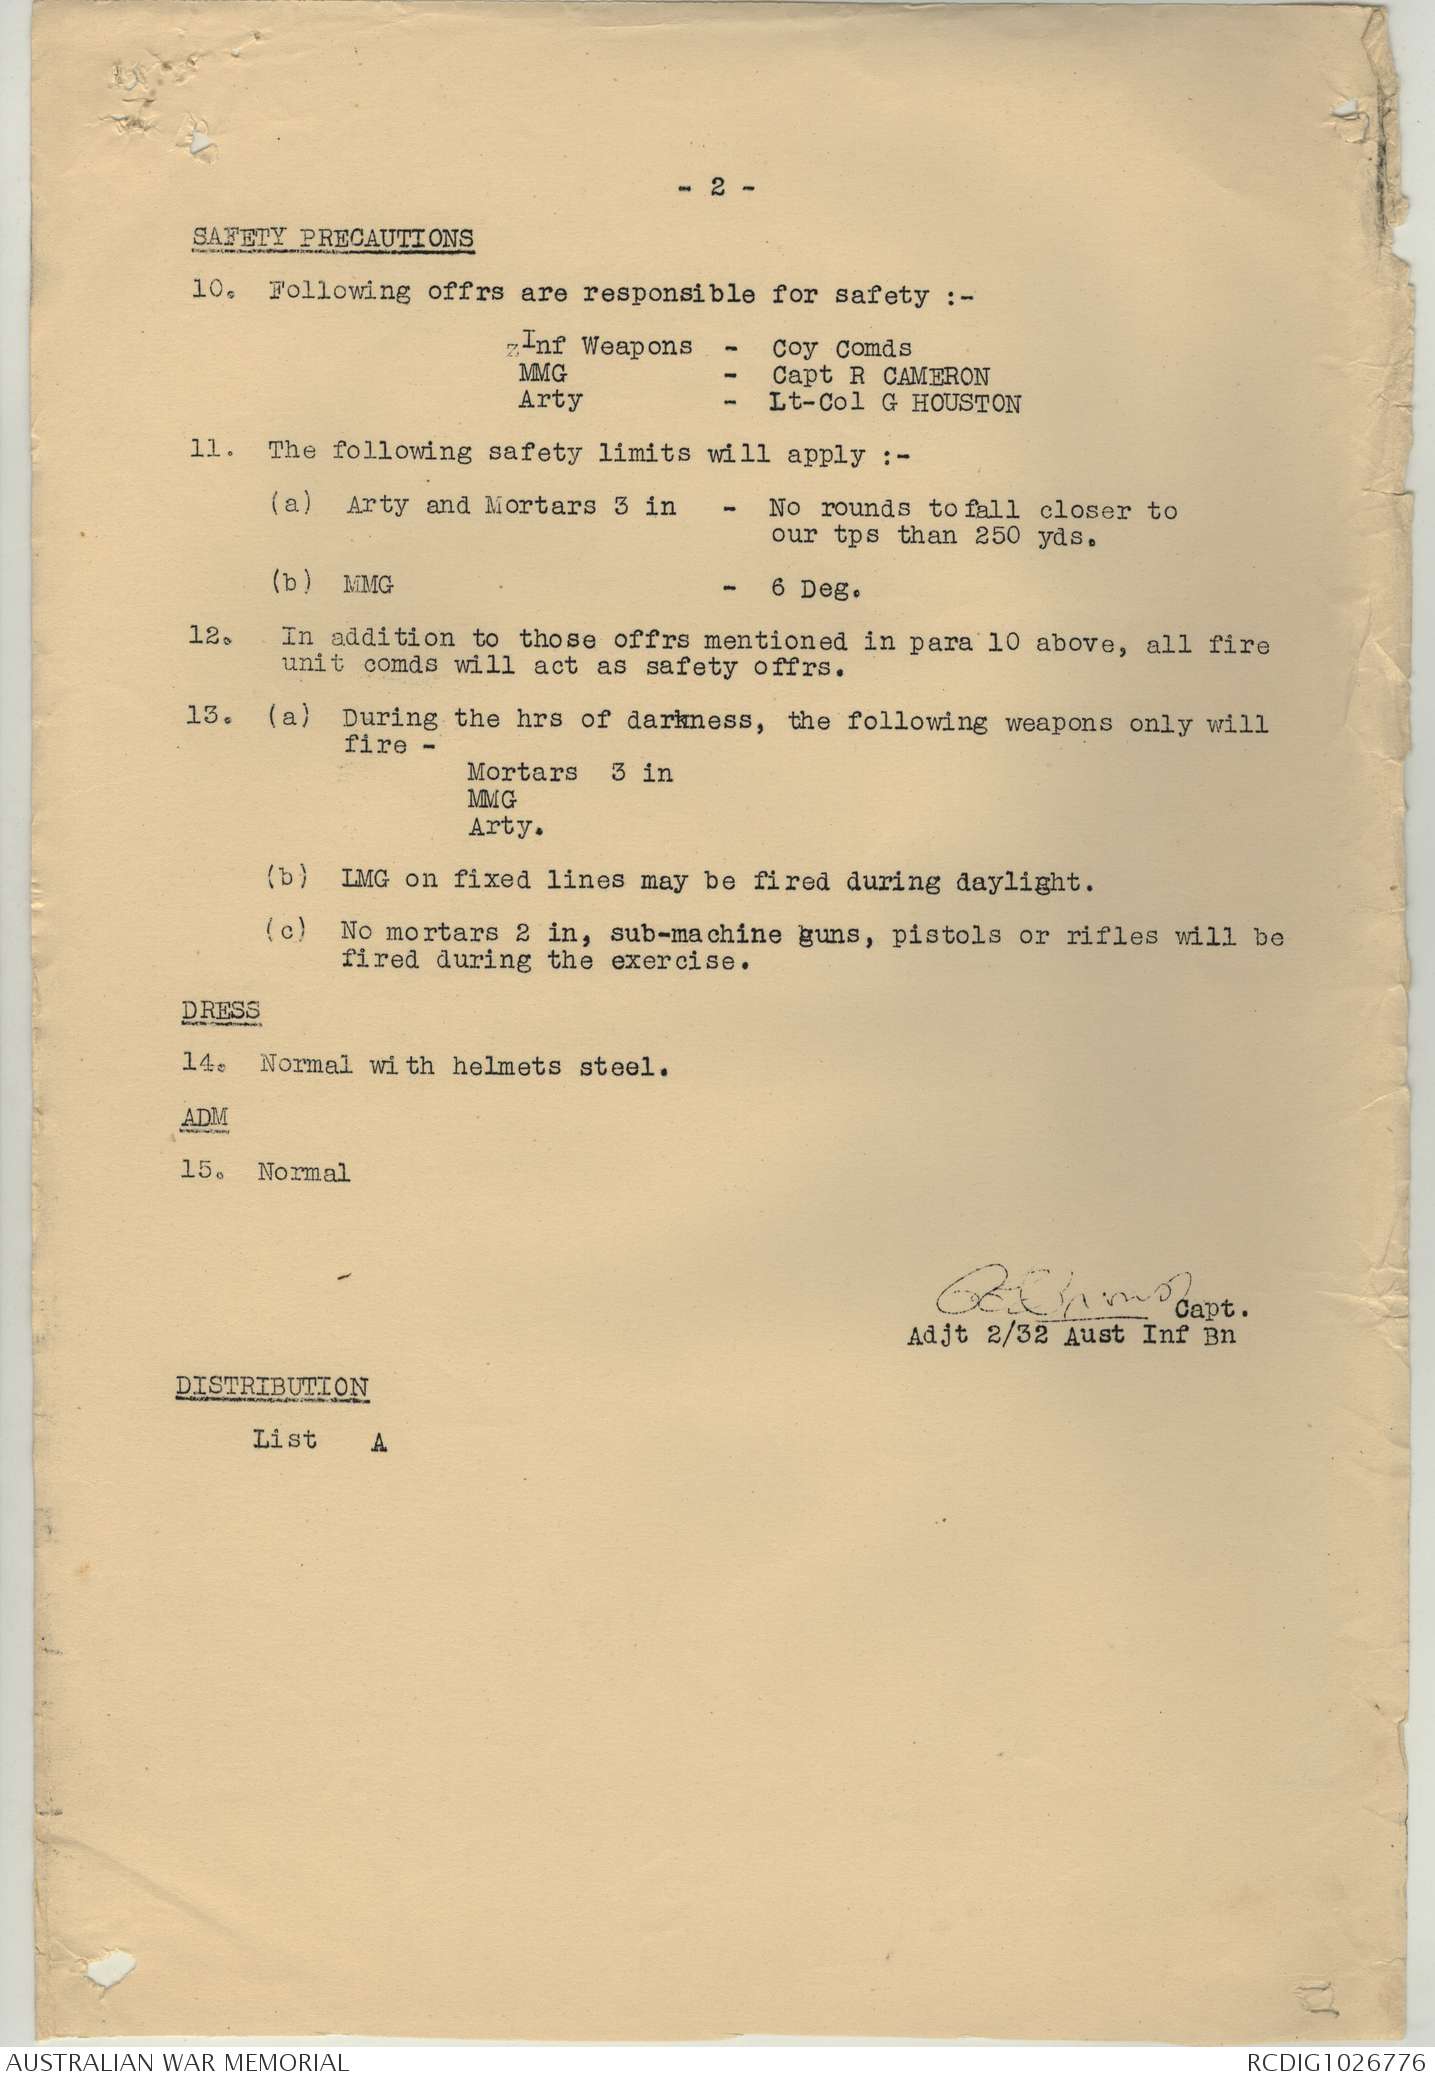 - 2 -
SAFETY PRECAUTIONS
10. Following offrs are responsible for safety :-
zInf Weapons - Coy Comds
MMG - Capt R CAMERON
Arty - Lt-Col G HOUSTON
11. The following safety limits will apply :-
(a) Arty and Mortars 3 in - No rounds to fall closer to
our tps than 250 yds.
(b) MMG - 6 Deg.
12. In addition to those offrs mentioned in para 10 above, all fire
unit comds will act as safety offrs.
13. (a) During the hrs of darkness, the following weapons only will
fire -
Mortars 3 in
MMG
Arty.
(b) LMG on fixed lines may be fired during daylight.
(c) No mortars 2 in, sub-machine guns, pistols or rifles will be
fired during the exercise.
DRESS
14. Normal with helmets steel.
ADM
15. Normal
Capt.
Adjt 2/32 Aust Inf Bn
DISTRIBUTION
List A
AUSTRALIAN WAR MEMORIAL
RCDIG1026776